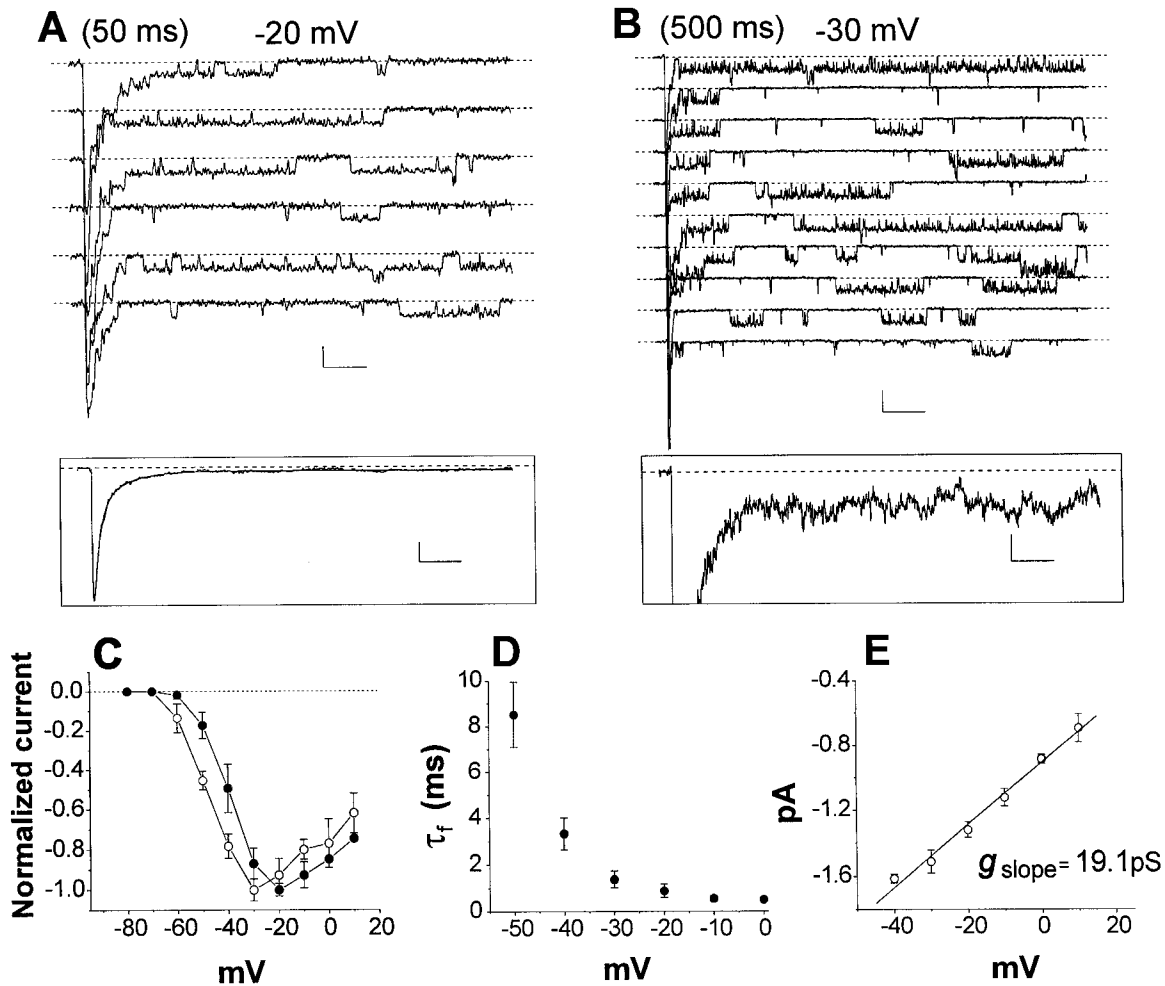 A (50 ms) -20 mV
B (500 ms) -30 mV
C
Normalized current
0.0
-0.2
-0.4
-0.6
-0.8
-1.0
-80 -60 -40 -20 0 20
mV
D
τf (ms)
10
8
6
4
2
0
-50 -40 -30 -20 -10 0
mV
E
pA
-0.4
-0.8
-1.2
-1.6
g slope = 19.1pS
-40 -20 0 20
mV